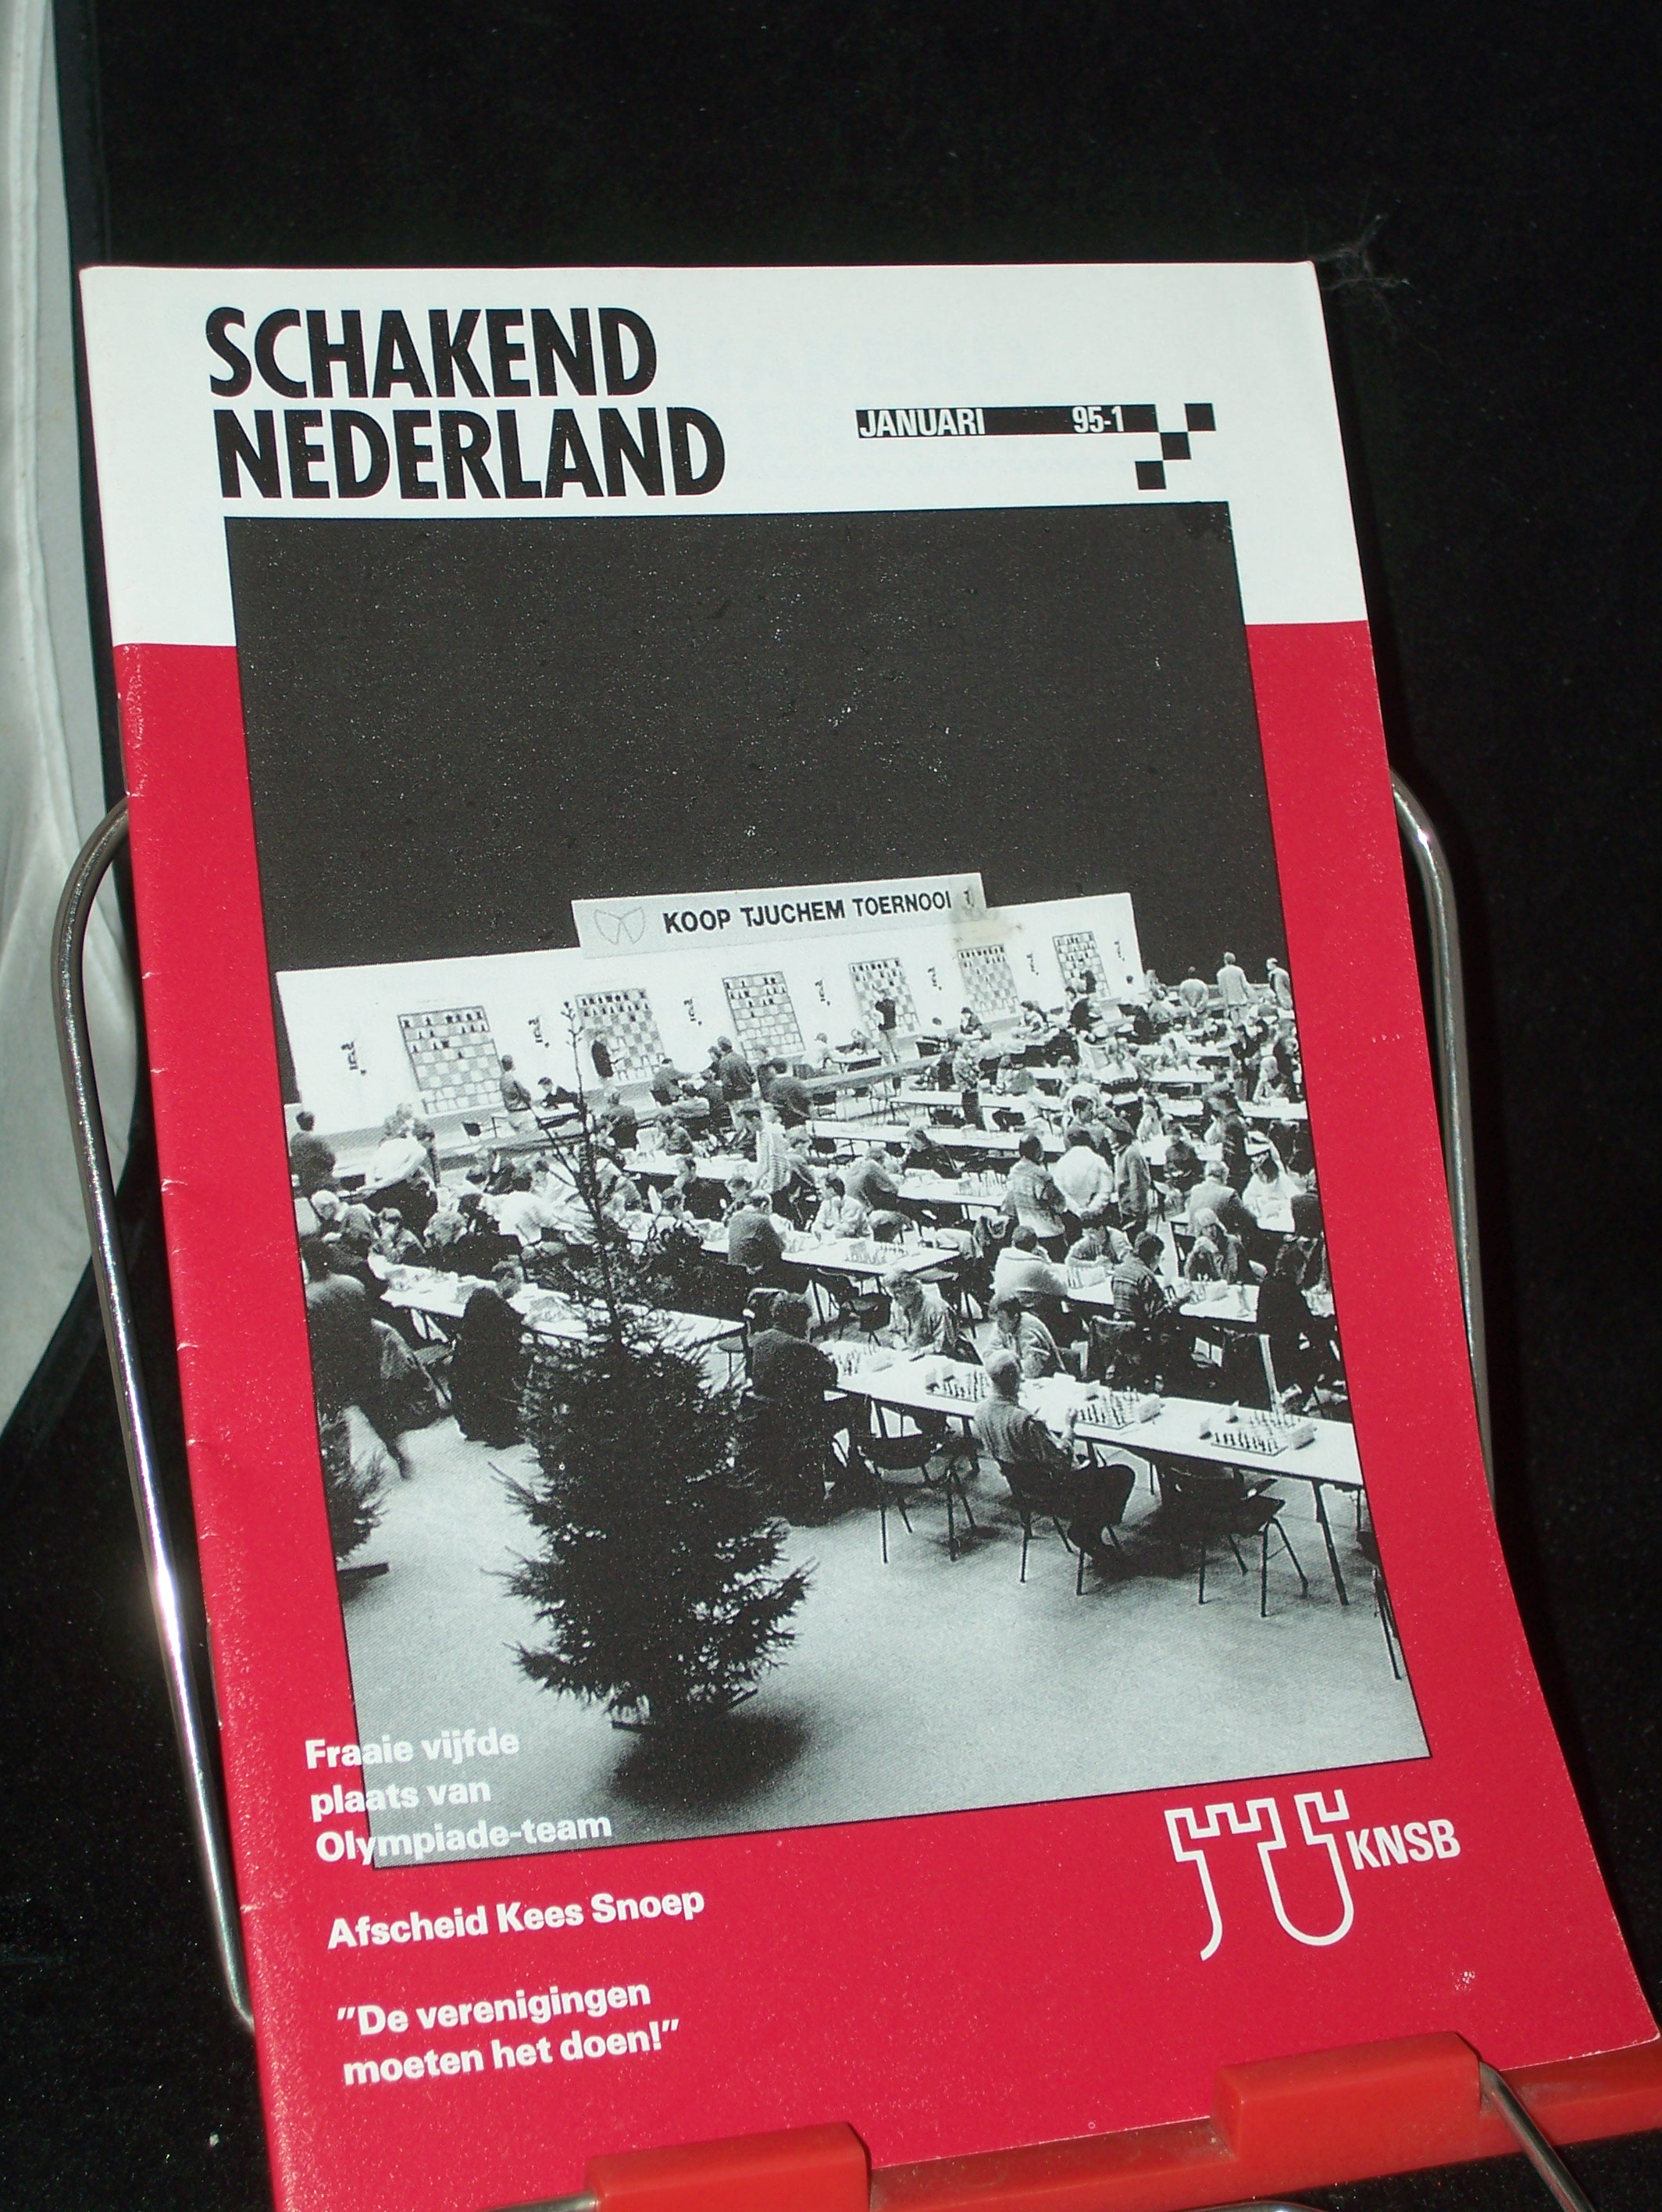 SCHAKEND
NEDERLAND
JANUARI 95-1
KOOP TJUCHEM TOERNOOI
Fraaie vijfde
plaats van
Olympiade-team
Afscheid Kees Snoep
"De verenigingen
moeten het doen!"
KNSB